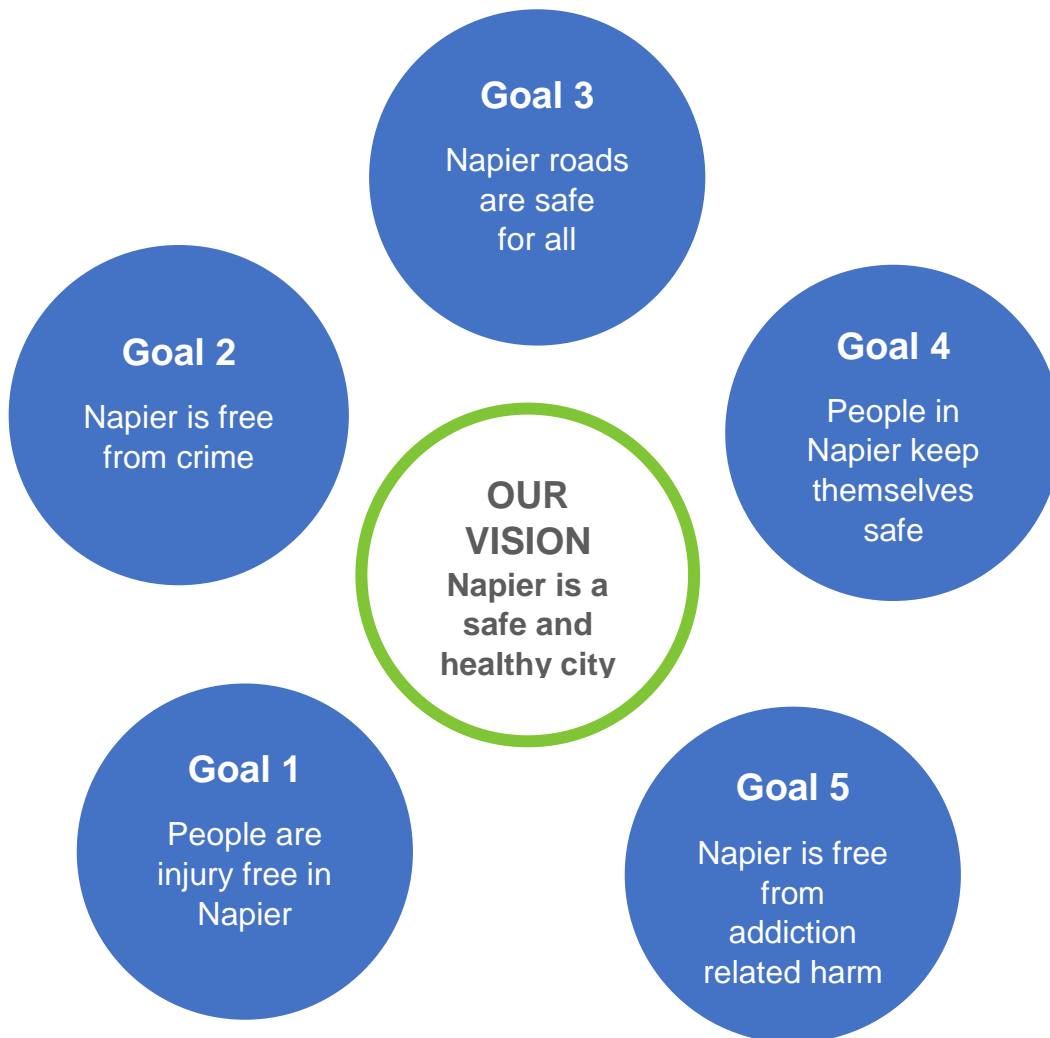 Goal 3
Napier roads
are safe
for all
Goal 2
Napier is free
from crime
Goal 4
People in
Napier keep
themselves
safe
OUR
VISION
Napier is a
safe and
healthy city
Goal 1
People are
injury free in
Napier
Goal 5
Napier is free
from
addiction
related harm